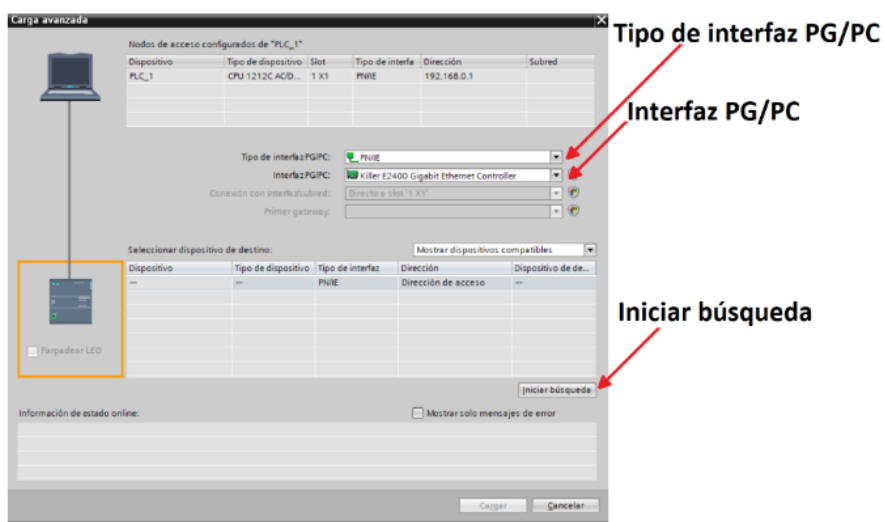 Carga avanzada
Tipo de interfaz PG/PC
Nodos de acceso configurados de "PLC_1"
Dispositivo Tipo de dispositivo Slot Tipo de interfa Dirección Subred
PLC_1 CPU 1212C AC/D... 1 X1 PN/IE 192.168.0.1
Interfaz PG/PC
Tipo de interfaz PG/PC: PN/IE
Interfaz PG/PC: Killer E2400 Gigabit Ethernet Controller
Conexión con interfaz/subred: Directo a slot '1 X1'
Primer gateway:
Seleccionar dispositivo de destino: Mostrar dispositivos compatibles
Dispositivo Tipo de dispositivo Tipo de interfaz Dirección Dispositivo de de...
— — PN/IE Dirección de acceso —
Iniciar búsqueda
Parpadear LED
Iniciar búsqueda
Información de estado online: Mostrar solo mensajes de error
Cargar Cancelar